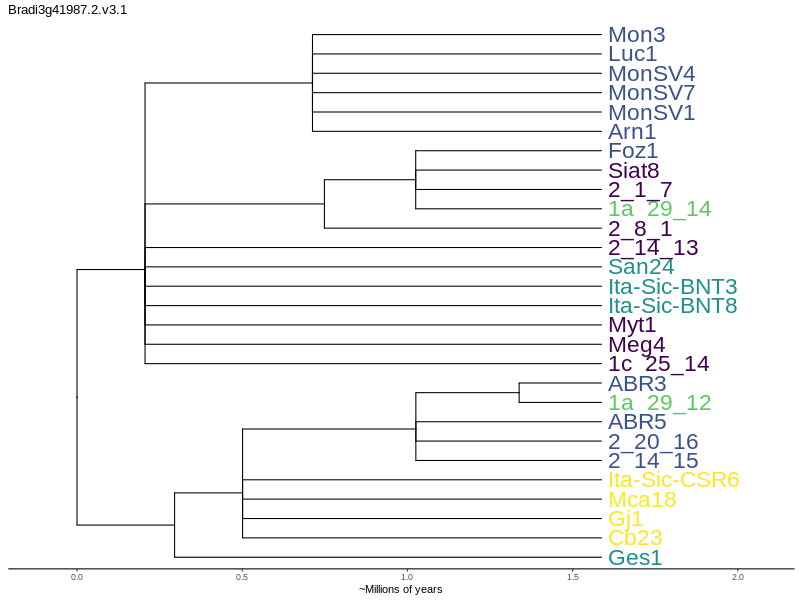 Bradi3g41987.2.v3.1
Mon3
Luc1
MonSV4
MonSV7
MonSV1
Arn1
Foz1
Siat8
2_1_7
1a_29_14
2_8_1
2_14_13
San24
Ita-Sic-BNT3
Ita-Sic-BNT8
Myt1
Meg4
1c_25_14
ABR3
1a_29_12
ABR5
2_20_16
2_14_15
Ita-Sic-CSR6
Mca18
Gj1
Cb23
Ges1
0.0 0.5 1.0 1.5 2.0
~Millions of years